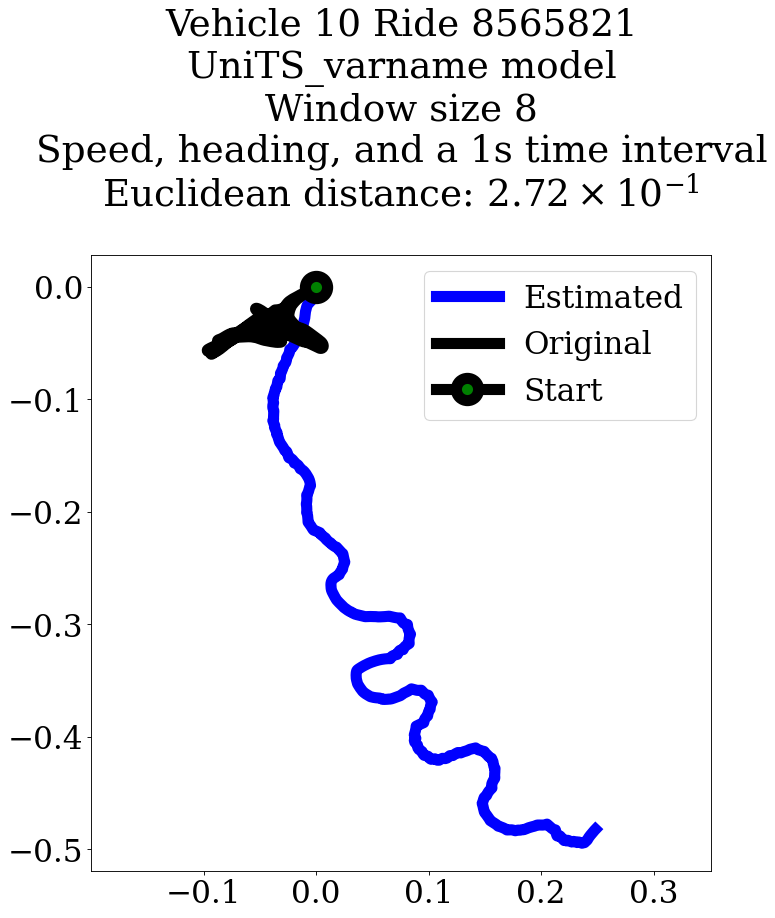 Vehicle 10 Ride 8565821
UniTS_varname model
Window size 8
Speed, heading, and a 1s time interval
Euclidean distance: 2.72 × 10⁻¹
Estimated
Original
Start
0.0
−0.1
−0.2
−0.3
−0.4
−0.5
−0.1 0.0 0.1 0.2 0.3